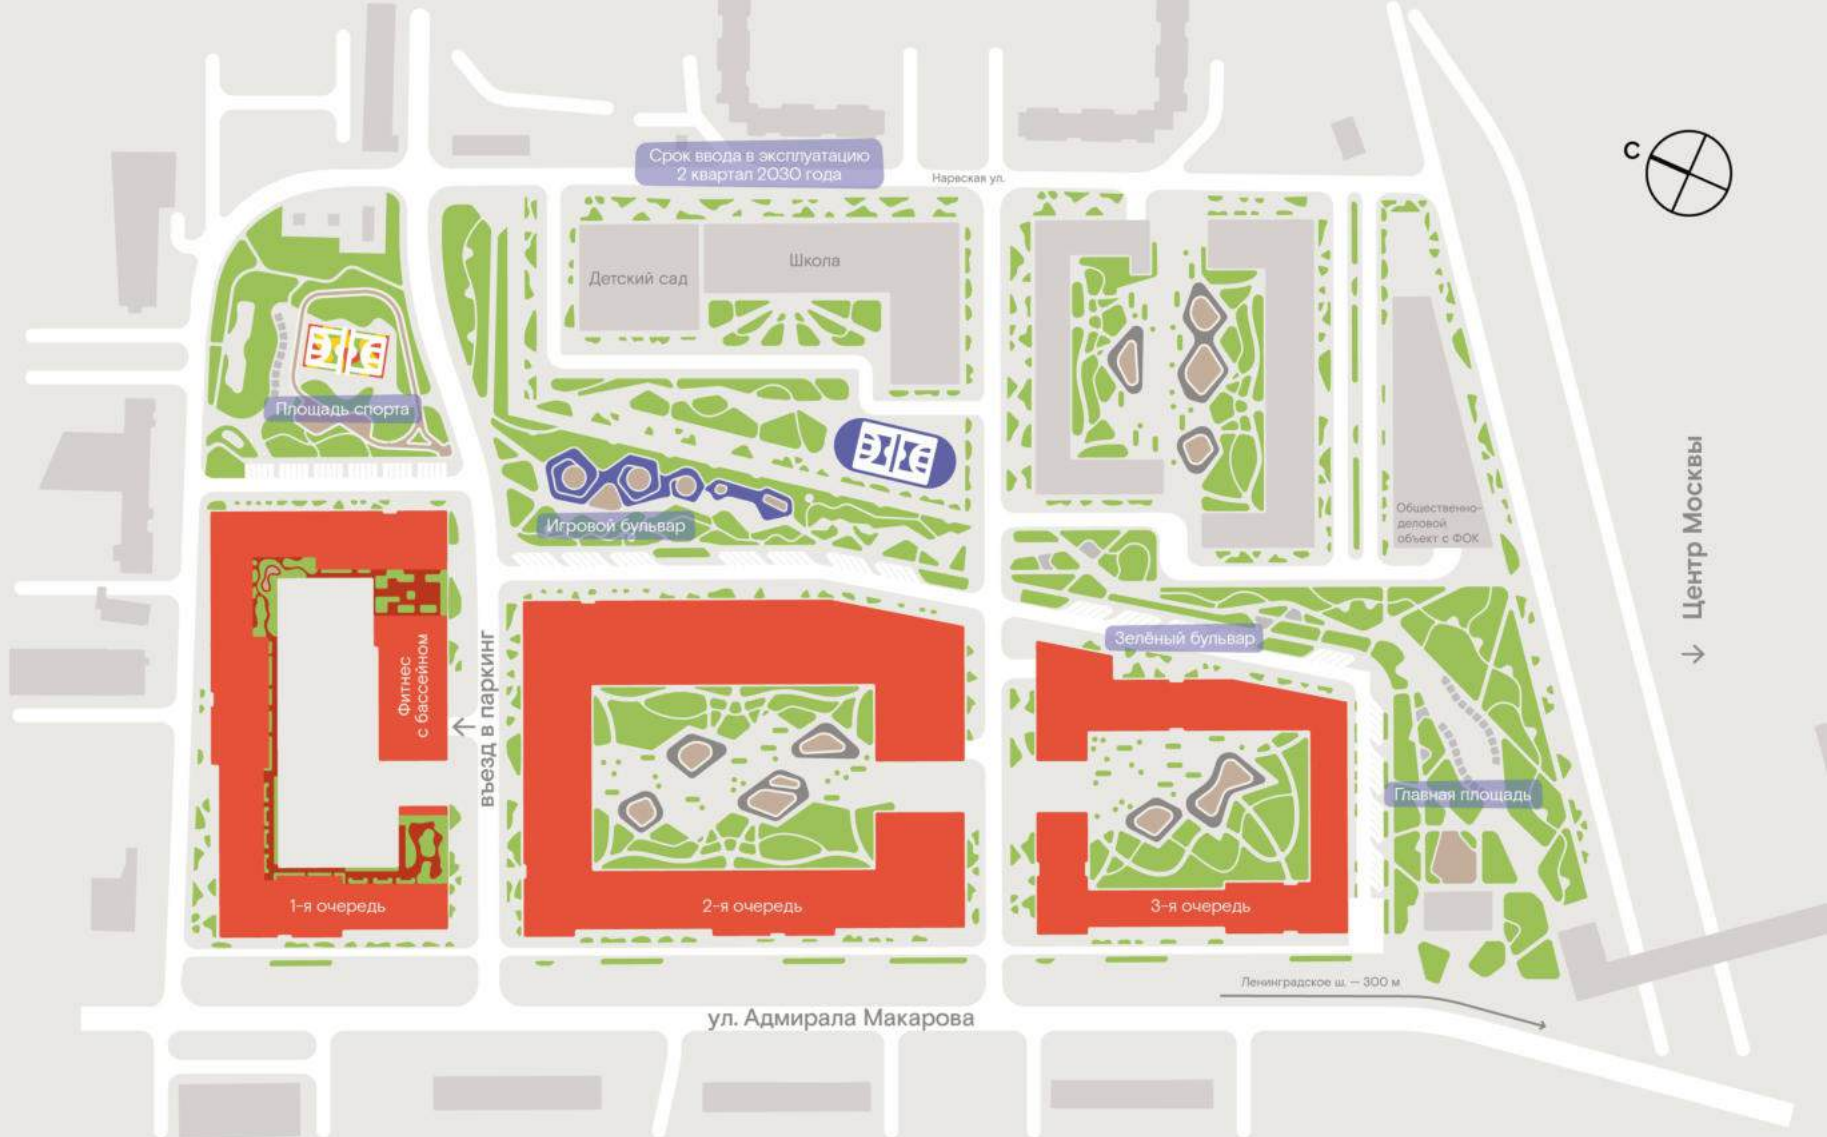 Срок ввода в эксплуатацию
2 квартал 2030 года
Нарвская ул.
С
Детский сад
Школа
Площадь спорта
Игровой бульвар
Общественно-
деловой
объект с ФОК
← Центр Москвы
Зелёный бульвар
Фитнес
с бассейном
← въезд в паркинг
Главная площадь
1-я очередь
2-я очередь
3-я очередь
Ленинградское ш. — 300 м
ул. Адмирала Макарова